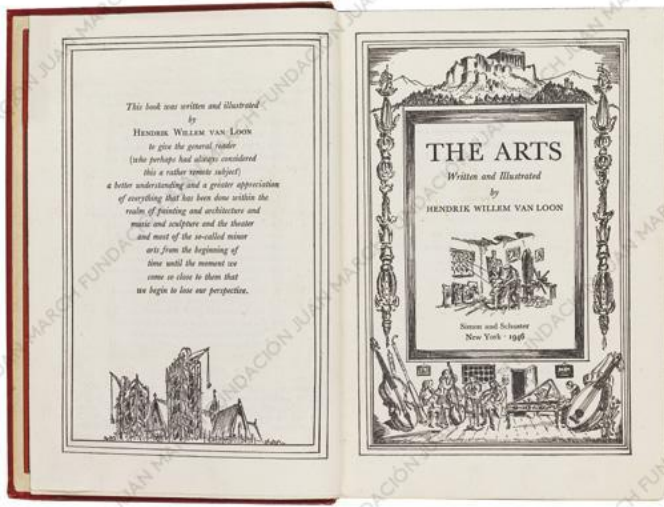 This book was written and illustrated
by
HENDRIK WILLEM VAN LOON
to give the general reader
(who perhaps had always considered
this a rather remote subject)
a better understanding and a greater appreciation
of everything that has been done within the
realm of painting and architecture and
music and sculpture and the theater
and most of the so-called minor
arts from the beginning of
time until the moment we
come so close to them that
we begin to lose our perspective.
THE ARTS
Written and Illustrated
by
HENDRIK WILLEM VAN LOON
Simon and Schuster
New York · 1946
FUNDACIÓN JUAN MARCH